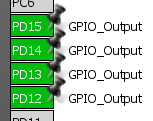 PC6
PD15 GPIO_Output
PD14 GPIO_Output
PD13 GPIO_Output
PD12 GPIO_Output
PD11